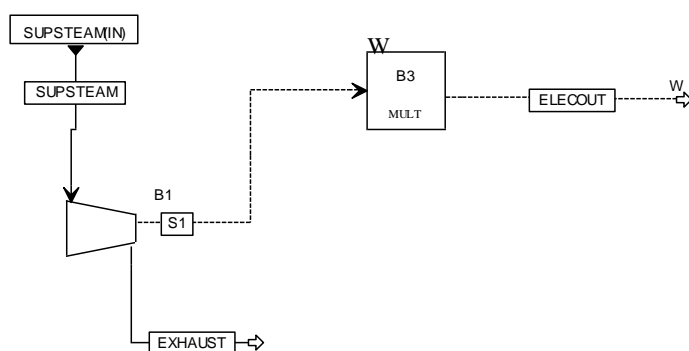 SUPSTEAM(IN)
SUPSTEAM
W
B3
MULT
ELECOUT
W
B1
S1
EXHAUST